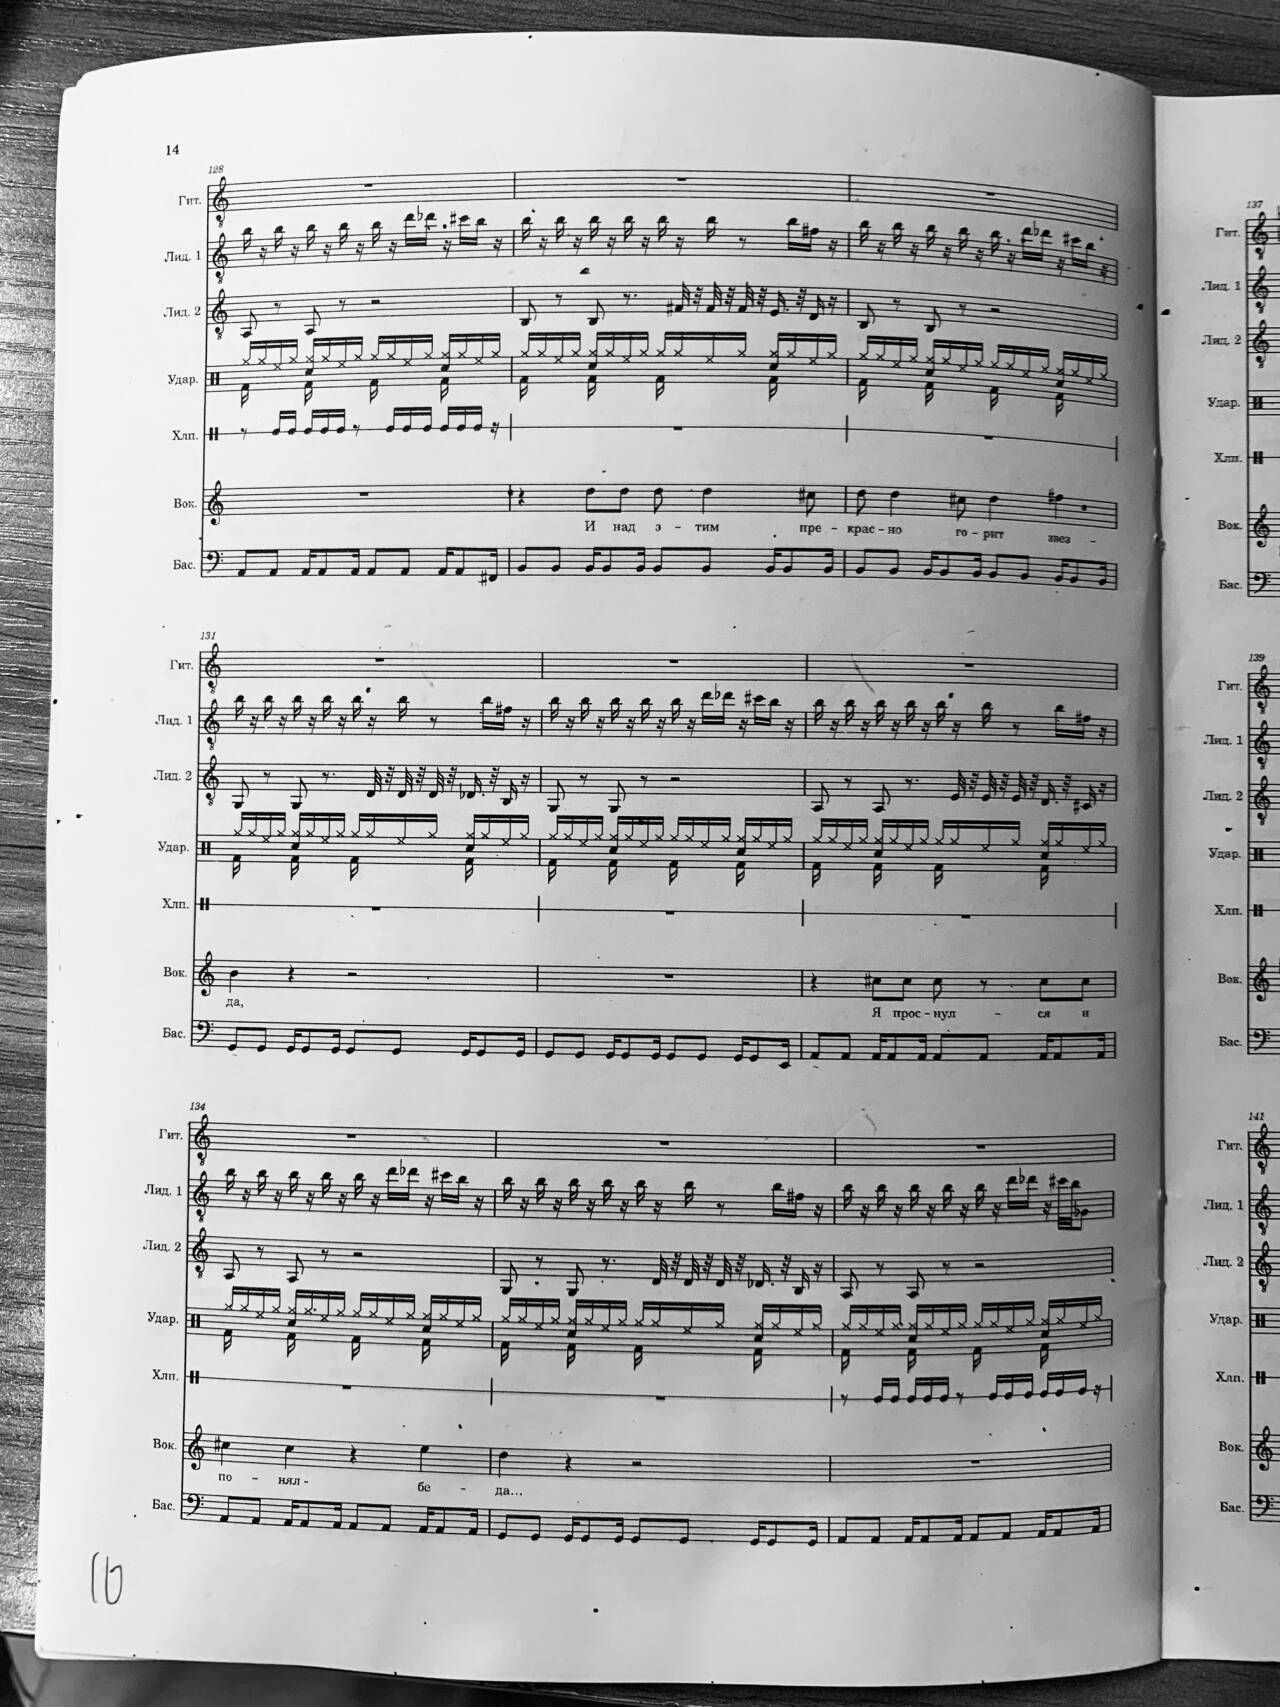 14
128
Гит.
Лид. 1
Лид. 2
Удар.
Хлп.
Вок.
И над э - тим пре - крас - но го - рит звез -
Бас.
131
Гит.
Лид. 1
Лид. 2
Удар.
Хлп.
Вок.
да, Я прос - нул - ся и
Бас.
134
Гит.
Лид. 1
Лид. 2
Удар.
Хлп.
Вок.
по - нял - бе - да...
Бас.
16
137
Гит.
Лид. 1
Лид. 2
Удар.
Хлп.
Вок.
Бас.
139
Гит.
Лид. 1
Лид. 2
Удар.
Хлп.
Вок.
Бас.
141
Гит.
Лид. 1
Лид. 2
Удар.
Хлп.
Вок.
Бас.